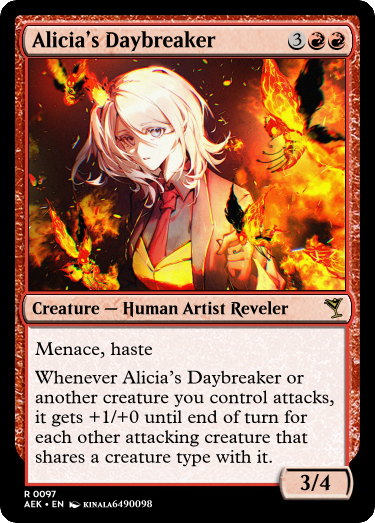 Alicia's Daybreaker 3
Creature — Human Artist Reveler
Menace, haste
Whenever Alicia's Daybreaker or
another creature you control attacks,
it gets +1/+0 until end of turn for
each other attacking creature that
shares a creature type with it.
3/4
R 0097
AEK • EN KINALA6490098